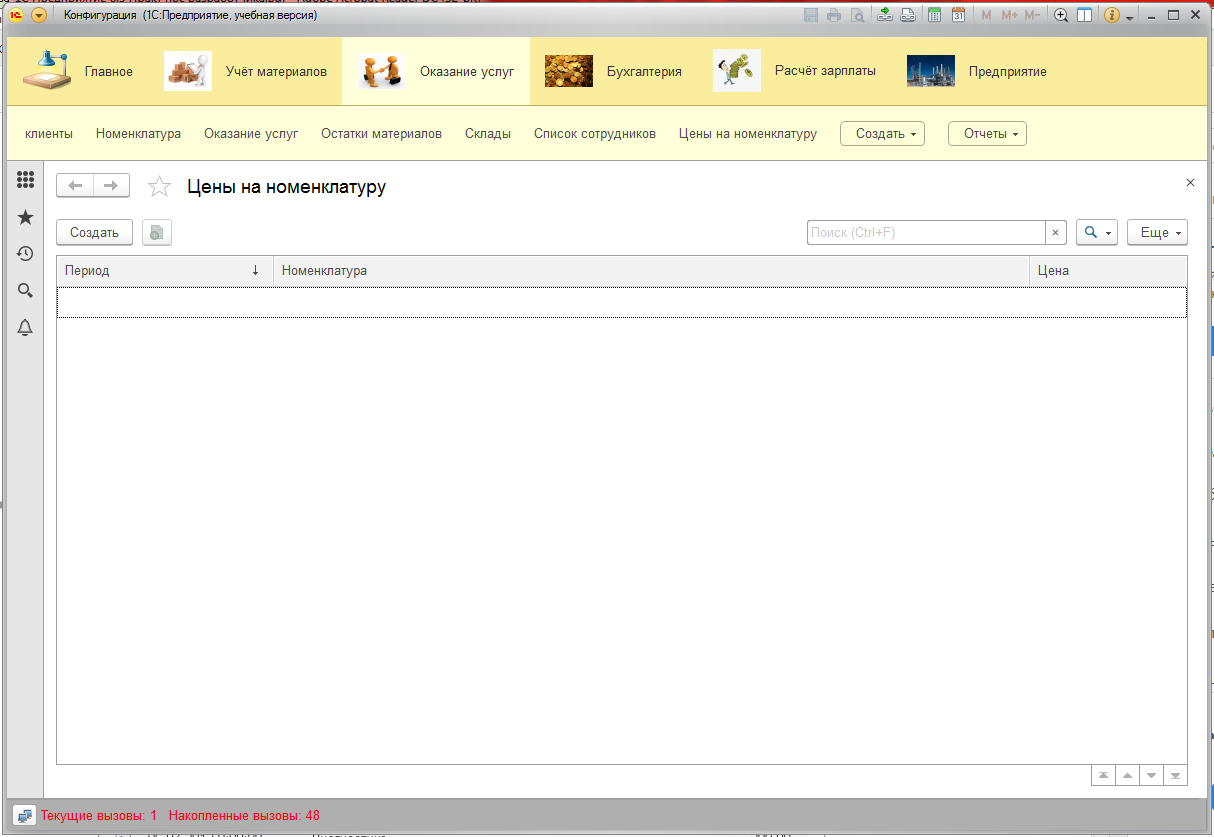 Конфигурация (1С:Предприятие, учебная версия)
M M+ M-
31
Главное Учёт материалов Оказание услуг Бухгалтерия Расчёт зарплаты Предприятие
клиенты Номенклатура Оказание услуг Остатки материалов Склады Список сотрудников Цены на номенклатуру Создать Отчеты
Цены на номенклатуру
Создать Поиск (Ctrl+F) Еще
Период Номенклатура Цена
Текущие вызовы: 1 Накопленные вызовы: 48